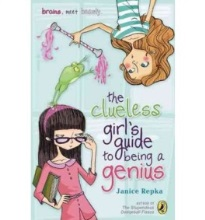 brains. meet beauty.
the
clueless
girl's
guide to
being a
genius
Janice Repka